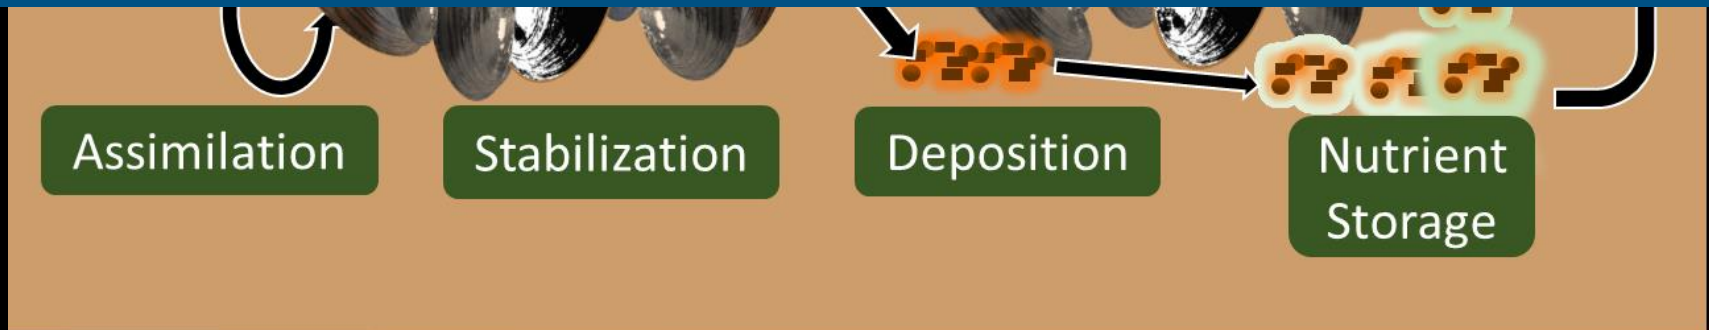 Assimilation
Stabilization
Deposition
Nutrient
Storage